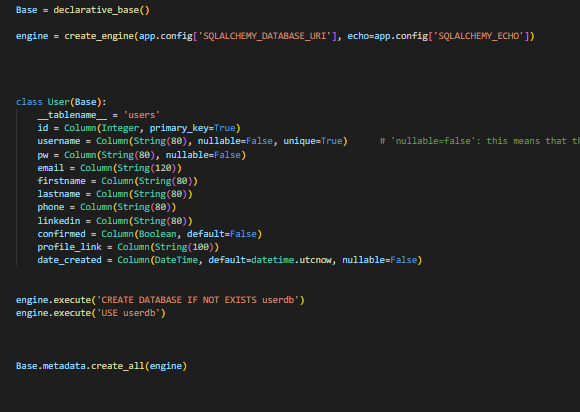 Base = declarative_base()
engine = create_engine(app.config['SQLALCHEMY_DATABASE_URI'], echo=app.config['SQLALCHEMY_ECHO'])
class User(Base):
    __tablename__ = 'users'
    id = Column(Integer, primary_key=True)
    username = Column(String(80), nullable=False, unique=True)      # 'nullable=false': this means that th
    pw = Column(String(80), nullable=False)
    email = Column(String(120))
    firstname = Column(String(80))
    lastname = Column(String(80))
    phone = Column(String(80))
    linkedin = Column(String(80))
    confirmed = Column(Boolean, default=False)
    profile_link = Column(String(100))
    date_created = Column(DateTime, default=datetime.utcnow, nullable=False)
engine.execute('CREATE DATABASE IF NOT EXISTS userdb')
engine.execute('USE userdb')
Base.metadata.create_all(engine)